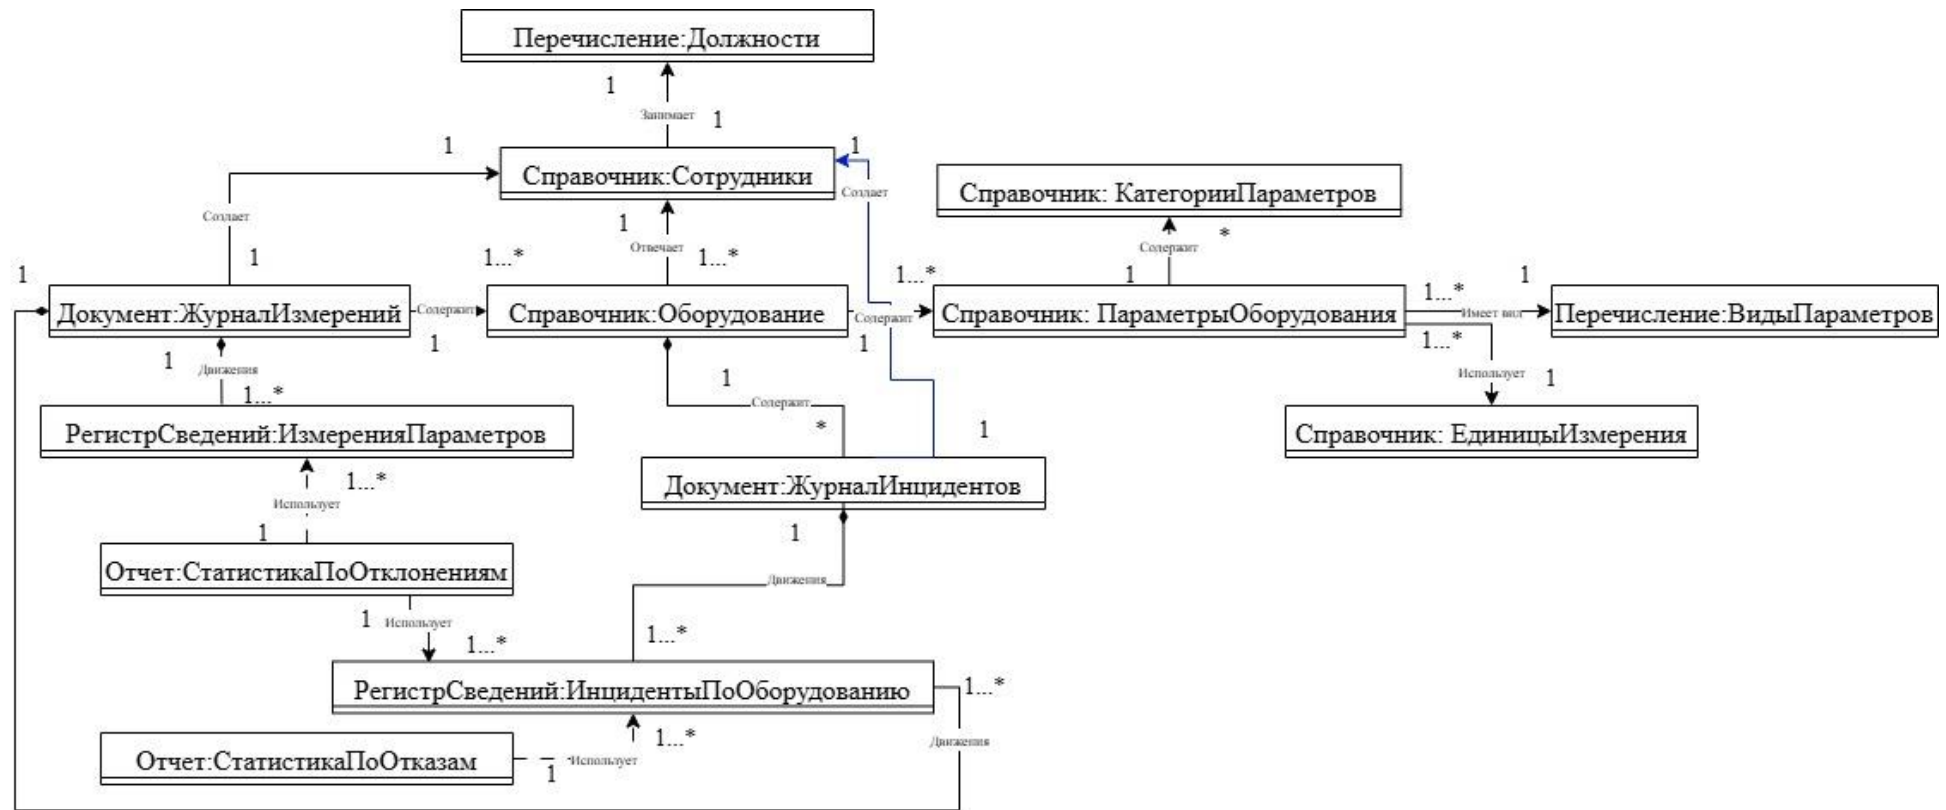 Перечисление:Должности
1
Занимает
1
1
Справочник:Сотрудники
1
Создает
Справочник: КатегорииПараметров
Создает
1
Отвечает
*
Содержит
1
1
1...*
1...*
1...*
1
1...*
1
Документ:ЖурналИзмерений
Содержит
Справочник:Оборудование
Содержит
Справочник: ПараметрыОборудования
Имеет вид
Перечисление:ВидыПараметров
1
1
1...*
1
Движения
1...*
1
Содержит
*
Использует
1
РегистрСведений:ИзмеренияПараметров
1
Справочник: ЕдиницыИзмерения
1...*
Использует
1
Документ:ЖурналИнцидентов
1
Отчет:СтатистикаПоОтклонениям
Движения
1
Использует
1...*
1...*
РегистрСведений:ИнцидентыПоОборудованию
1...*
1...*
Движения
Отчет:СтатистикаПоОтказам
1
Использует